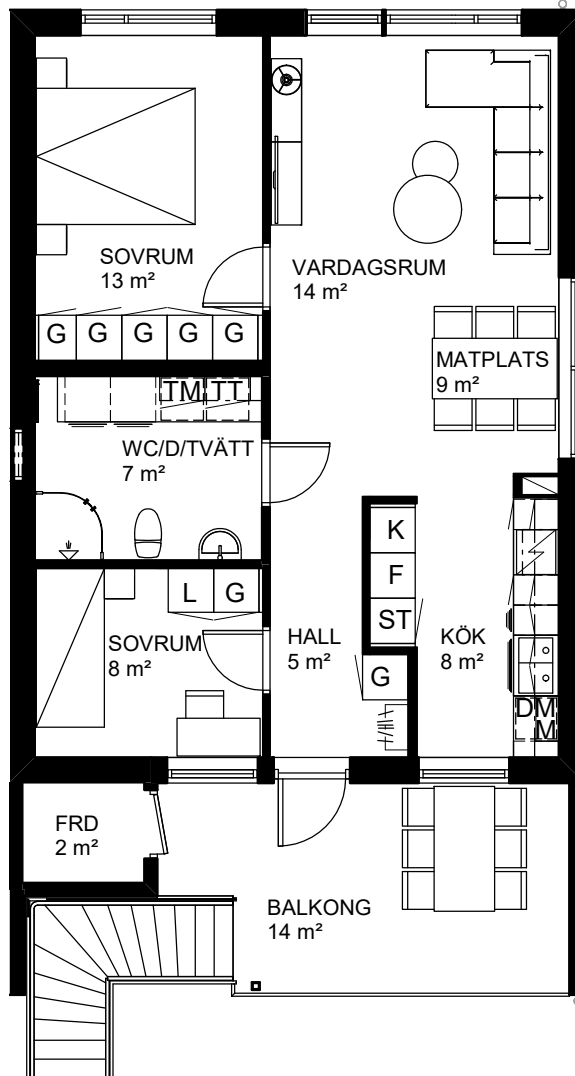 SOVRUM
13 m²
VARDAGSRUM
14 m²
G G G G G
MATPLATS
9 m²
TM TT
WC/D/TVÄTT
7 m²
K
F
ST
L G
SOVRUM
8 m²
HALL
5 m²
KÖK
8 m²
G
DM
M
FRD
2 m²
BALKONG
14 m²